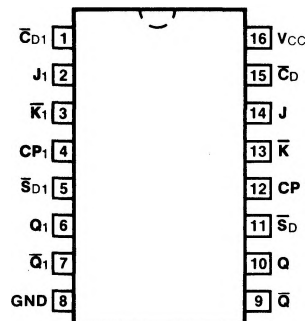 C̅D1 1 16 VCC
J1 2 15 C̅D
K̅1 3 14 J
CP1 4 13 K̅
S̅D1 5 12 CP
Q1 6 11 S̅D
Q̅1 7 10 Q
GND 8 9 Q̅